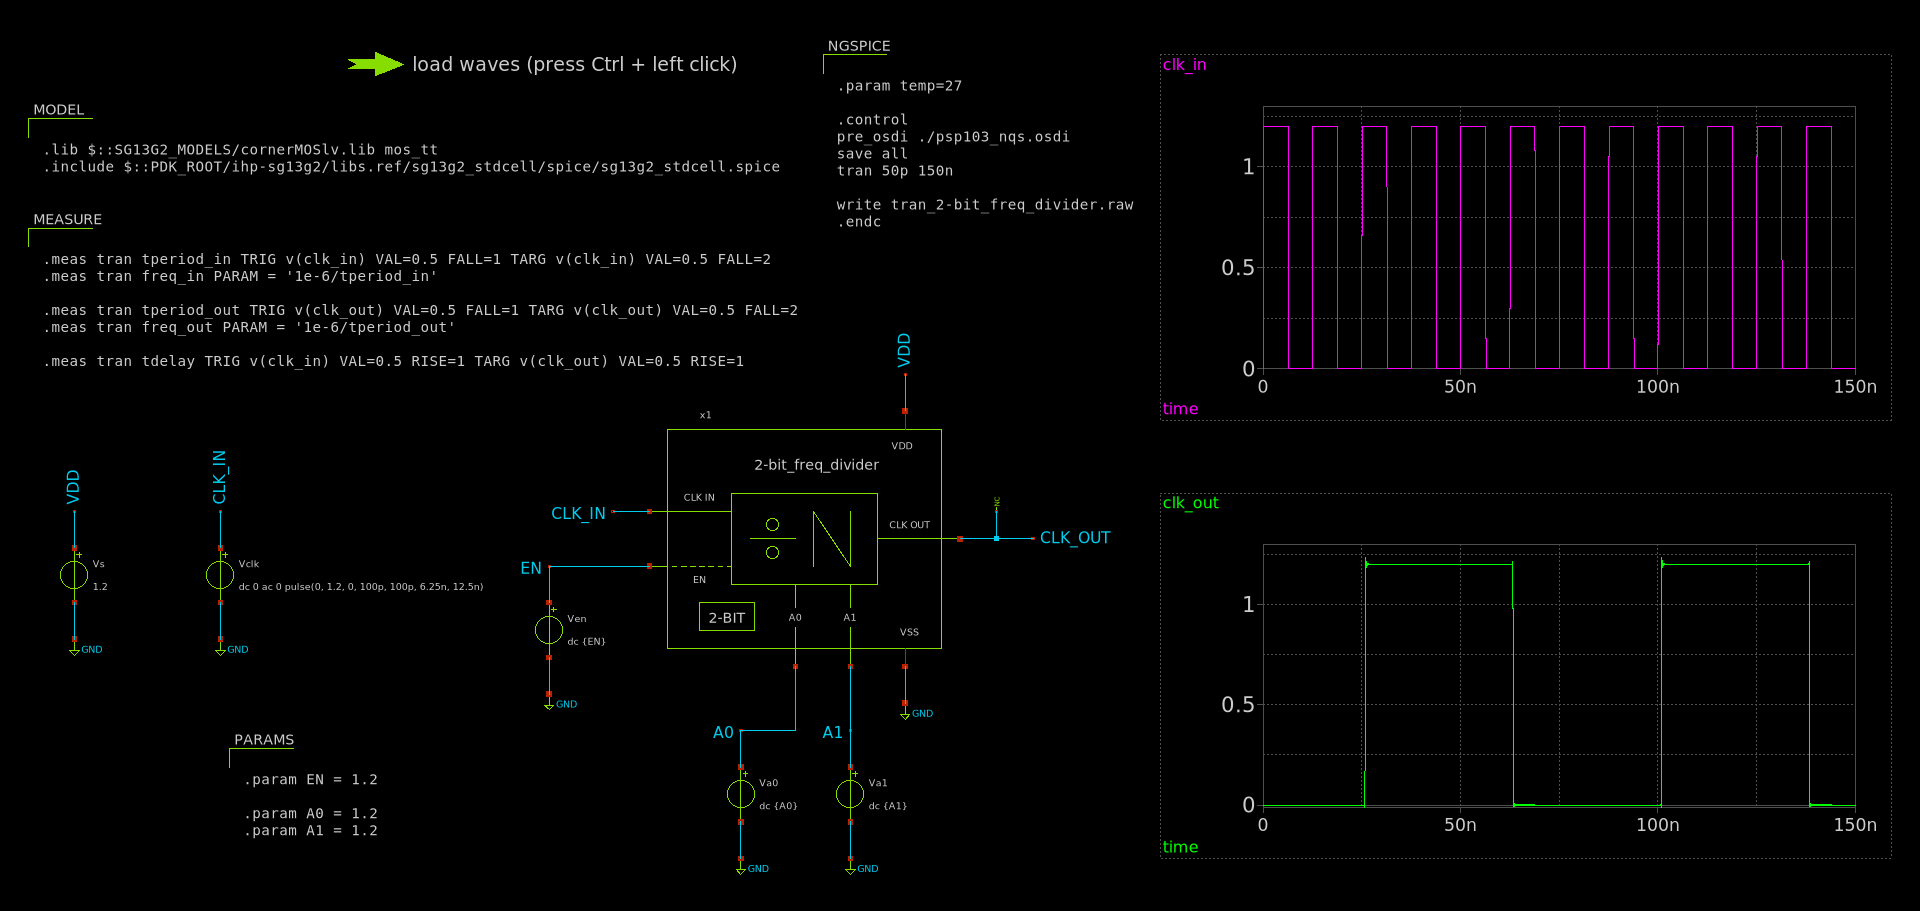 load waves (press Ctrl + left click)
NGSPICE
.param temp=27
.control
pre_osdi ./psp103_nqs.osdi
save all
tran 50p 150n
write tran_2-bit_freq_divider.raw
.endc
MODEL
.lib $::SG13G2_MODELS/cornerMOSlv.lib mos_tt
.include $::PDK_ROOT/ihp-sg13g2/libs.ref/sg13g2_stdcell/spice/sg13g2_stdcell.spice
MEASURE
.meas tran tperiod_in TRIG v(clk_in) VAL=0.5 FALL=1 TARG v(clk_in) VAL=0.5 FALL=2
.meas tran freq_in PARAM = '1e-6/tperiod_in'
.meas tran tperiod_out TRIG v(clk_out) VAL=0.5 FALL=1 TARG v(clk_out) VAL=0.5 FALL=2
.meas tran freq_out PARAM = '1e-6/tperiod_out'
.meas tran tdelay TRIG v(clk_in) VAL=0.5 RISE=1 TARG v(clk_out) VAL=0.5 RISE=1
VDD
Vs
1.2
GND
CLK_IN
Vclk
dc 0 ac 0 pulse(0, 1.2, 0, 100p, 100p, 6.25n, 12.5n)
GND
PARAMS
.param EN = 1.2
.param A0 = 1.2
.param A1 = 1.2
VDD
x1
VDD
2-bit_freq_divider
CLK_IN
CLK IN
÷ N
CLK OUT
NC
CLK_OUT
EN
EN
2-BIT
A0
A1
VSS
Ven
dc {EN}
GND
GND
A0
A1
Va0
dc {A0}
GND
Va1
dc {A1}
GND
clk_in
1
0.5
0
0
50n
100n
150n
time
clk_out
1
0.5
0
0
50n
100n
150n
time